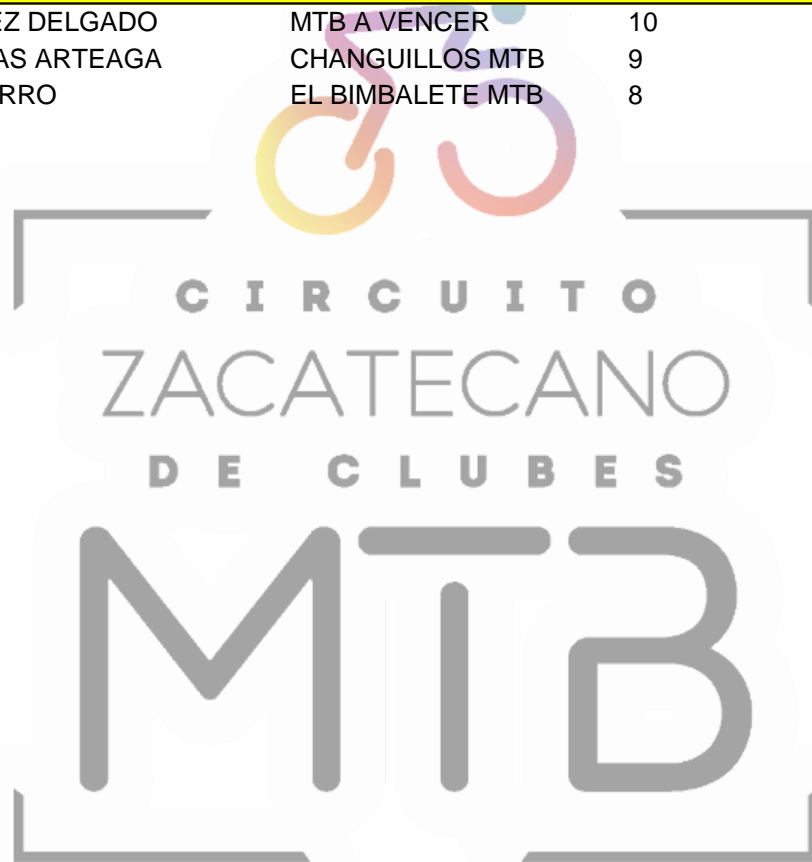 EZ DELGADO MTB A VENCER 10
AS ARTEAGA CHANGUILLOS MTB 9
RRO EL BIMBALETE MTB 8
CIRCUITO
ZACATECANO
DE CLUBES
MTB